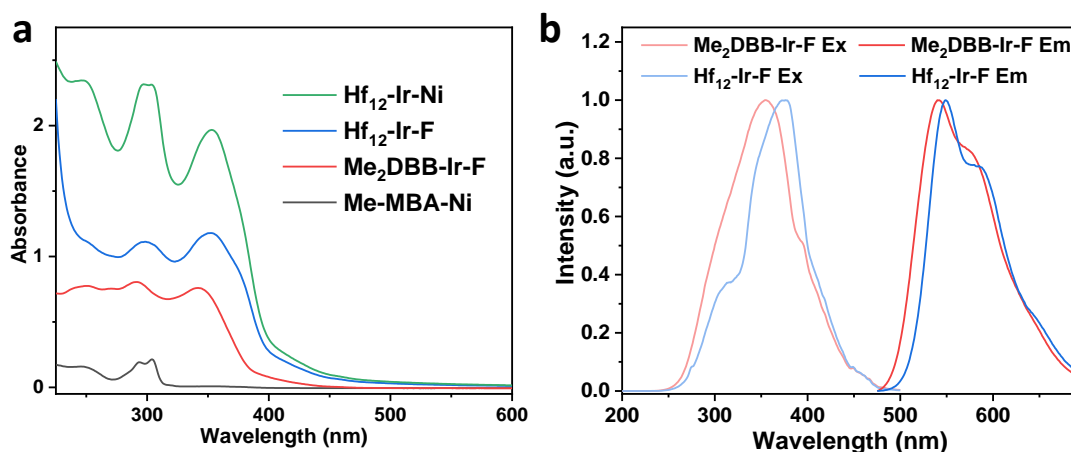 a
Hf₁₂-Ir-Ni
Hf₁₂-Ir-F
Me₂DBB-Ir-F
Me-MBA-Ni
Absorbance
2
1
0
300 400 500 600
Wavelength (nm)
b
Me₂DBB-Ir-F Ex Me₂DBB-Ir-F Em
Hf₁₂-Ir-F Ex Hf₁₂-Ir-F Em
Intensity (a.u.)
1.2
1.0
0.8
0.6
0.4
0.2
0.0
200 300 400 500 600
Wavelength (nm)